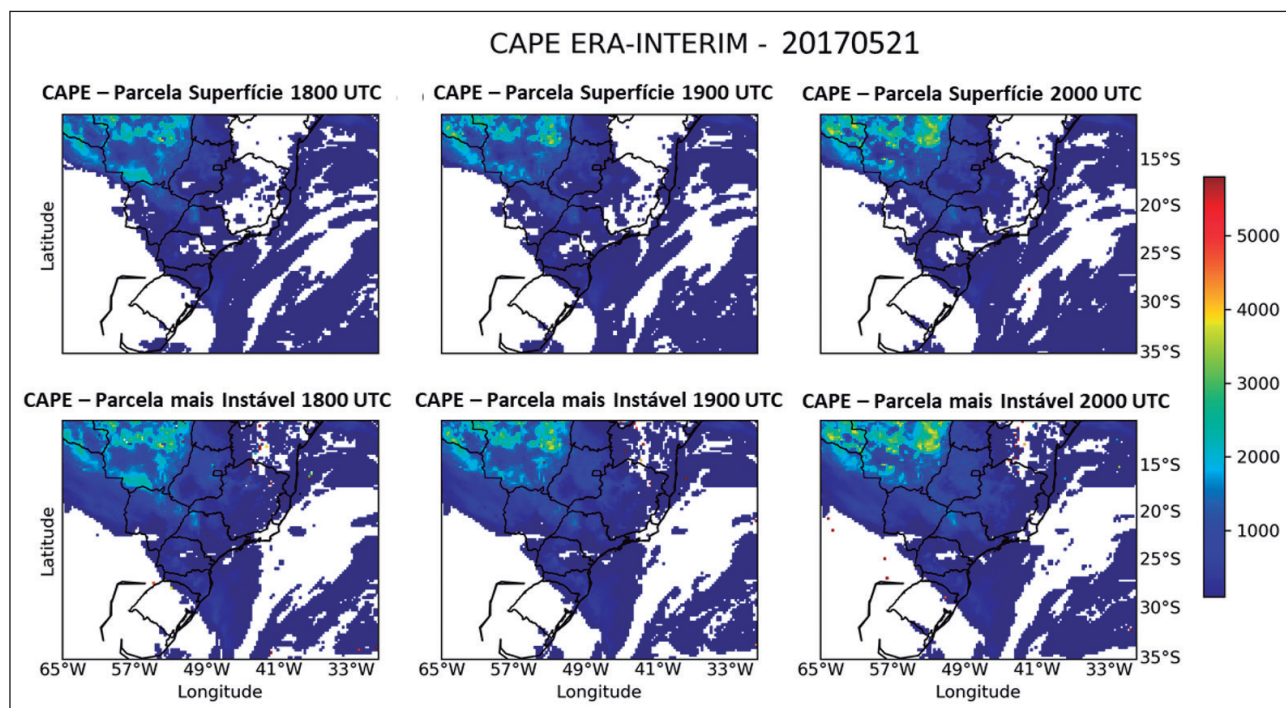 CAPE ERA-INTERIM - 20170521
CAPE – Parcela Superfície 1800 UTC
CAPE – Parcela Superfície 1900 UTC
CAPE – Parcela Superfície 2000 UTC
Latitude
15°S
20°S
25°S
30°S
35°S
CAPE – Parcela mais Instável 1800 UTC
CAPE – Parcela mais Instável 1900 UTC
CAPE – Parcela mais Instável 2000 UTC
Latitude
15°S
20°S
25°S
30°S
35°S
65°W 57°W 49°W 41°W 33°W
65°W 57°W 49°W 41°W 33°W
65°W 57°W 49°W 41°W 33°W
Longitude
Longitude
Longitude
5000
4000
3000
2000
1000